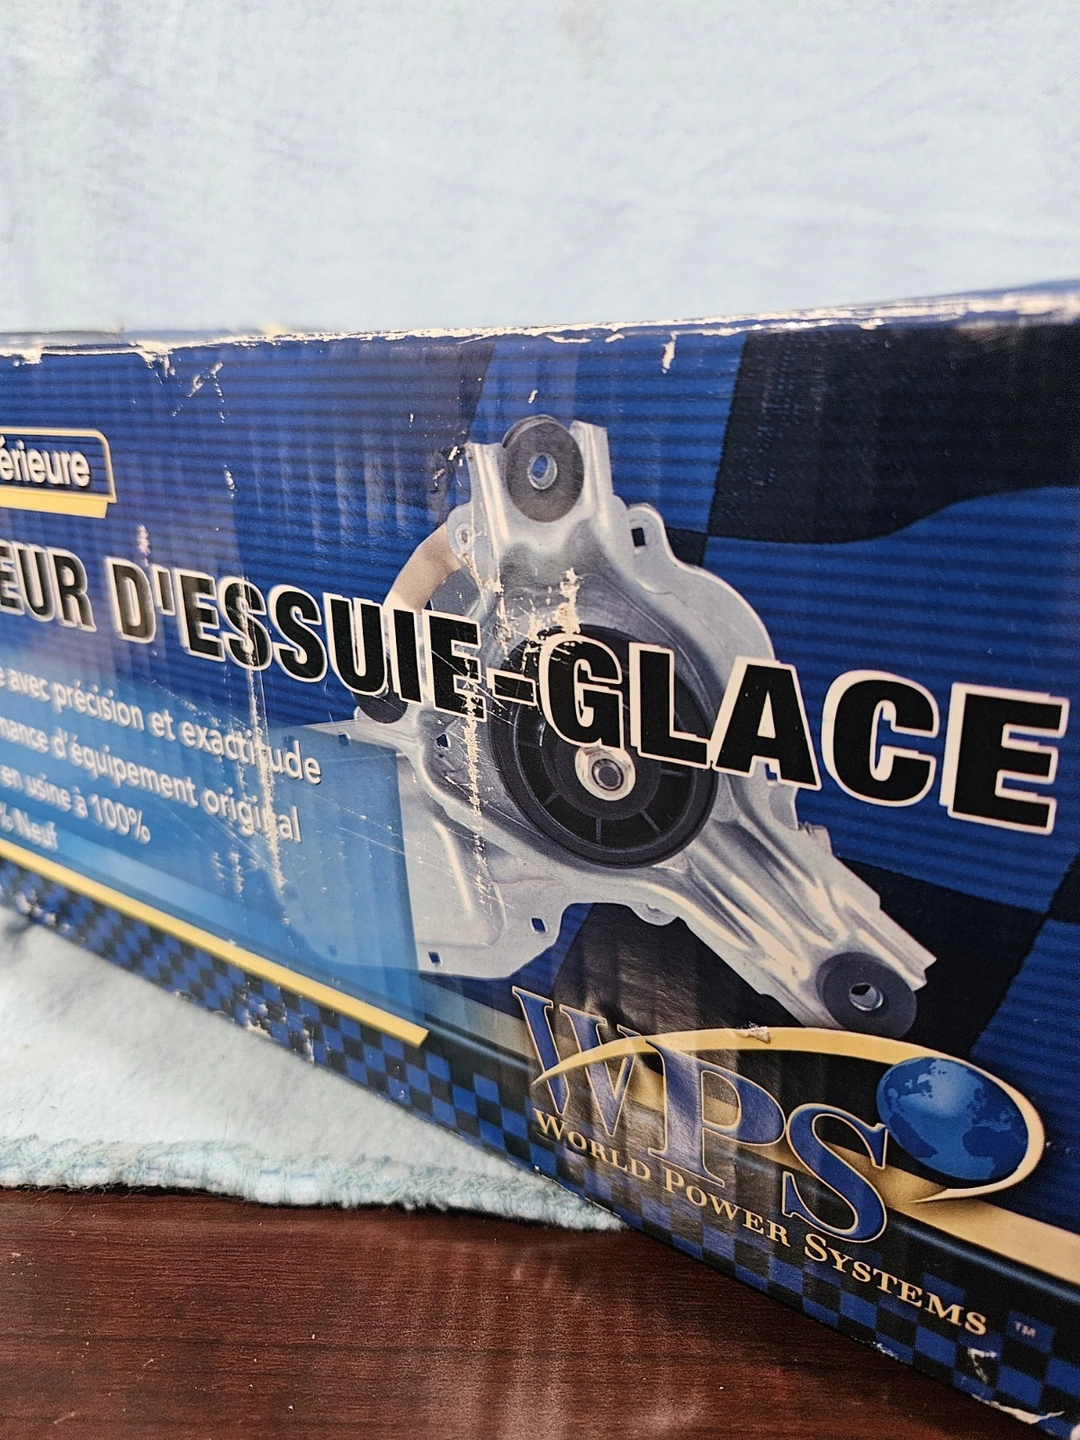 érieure
EUR D'ESSUIE-GLACE
é avec précision et exactitude
mance d'équipement original
en usine à 100%
% Neuf
WPS
WORLD POWER SYSTEMS ™